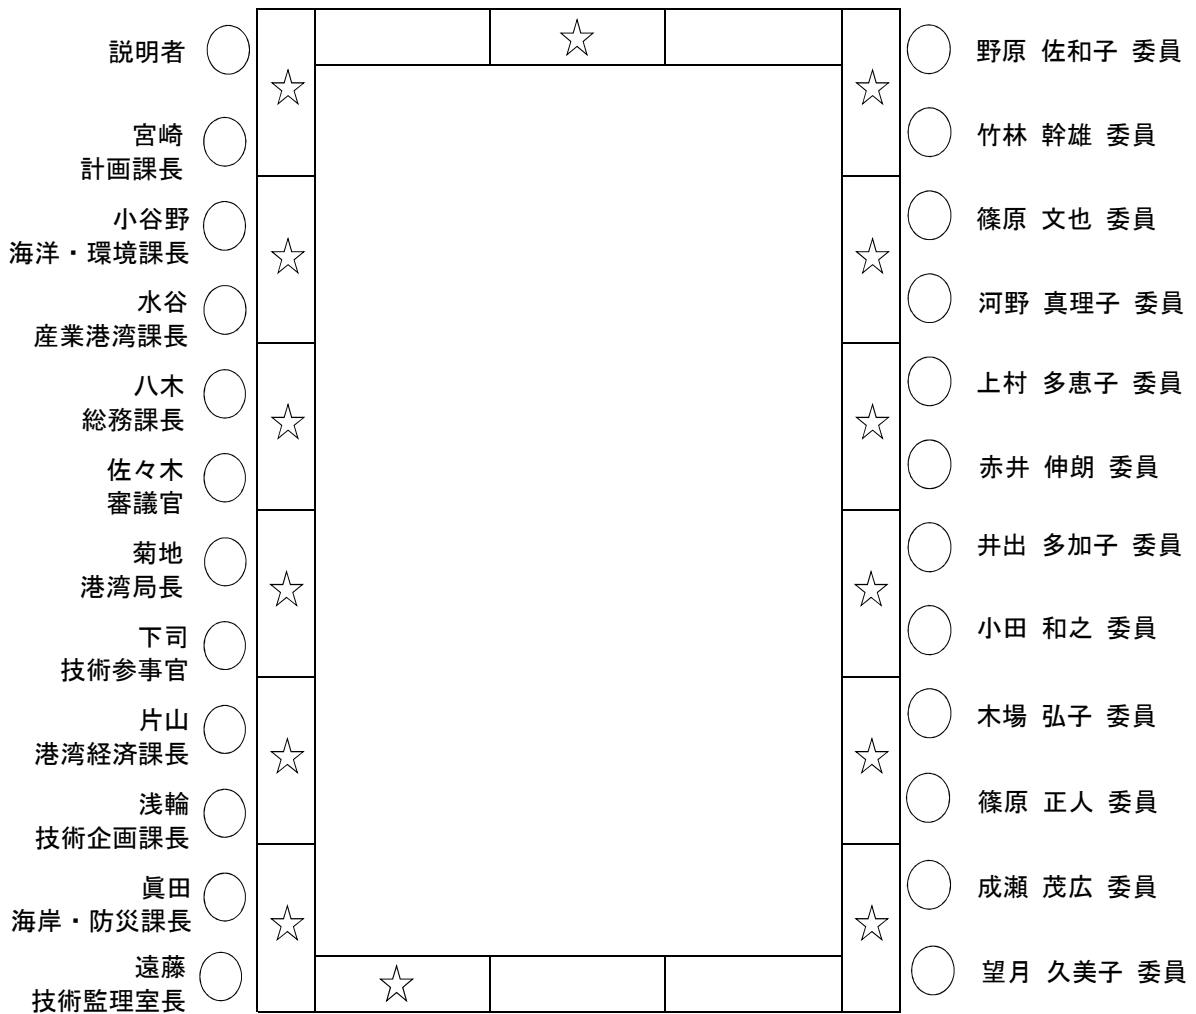 説明者
宮崎
計画課長
小谷野
海洋・環境課長
水谷
産業港湾課長
八木
総務課長
佐々木
審議官
菊地
港湾局長
下司
技術参事官
片山
港湾経済課長
浅輪
技術企画課長
眞田
海岸・防災課長
遠藤
技術監理室長
野原 佐和子 委員
竹林 幹雄 委員
篠原 文也 委員
河野 真理子 委員
上村 多恵子 委員
赤井 伸朗 委員
井出 多加子 委員
小田 和之 委員
木場 弘子 委員
篠原 正人 委員
成瀬 茂広 委員
望月 久美子 委員